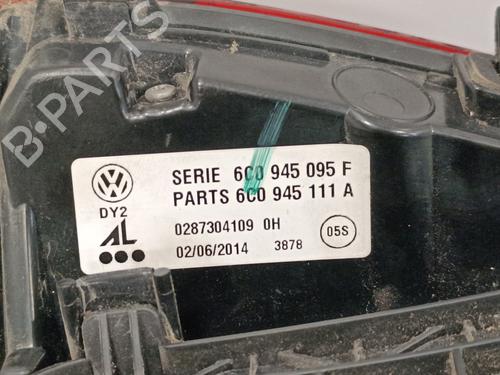 B-PARTS
SERIE 6C0 945 095 F
PARTS 6C0 945 111 A
DY2
AL
0287304109 0H
02/06/2014 3878
05S